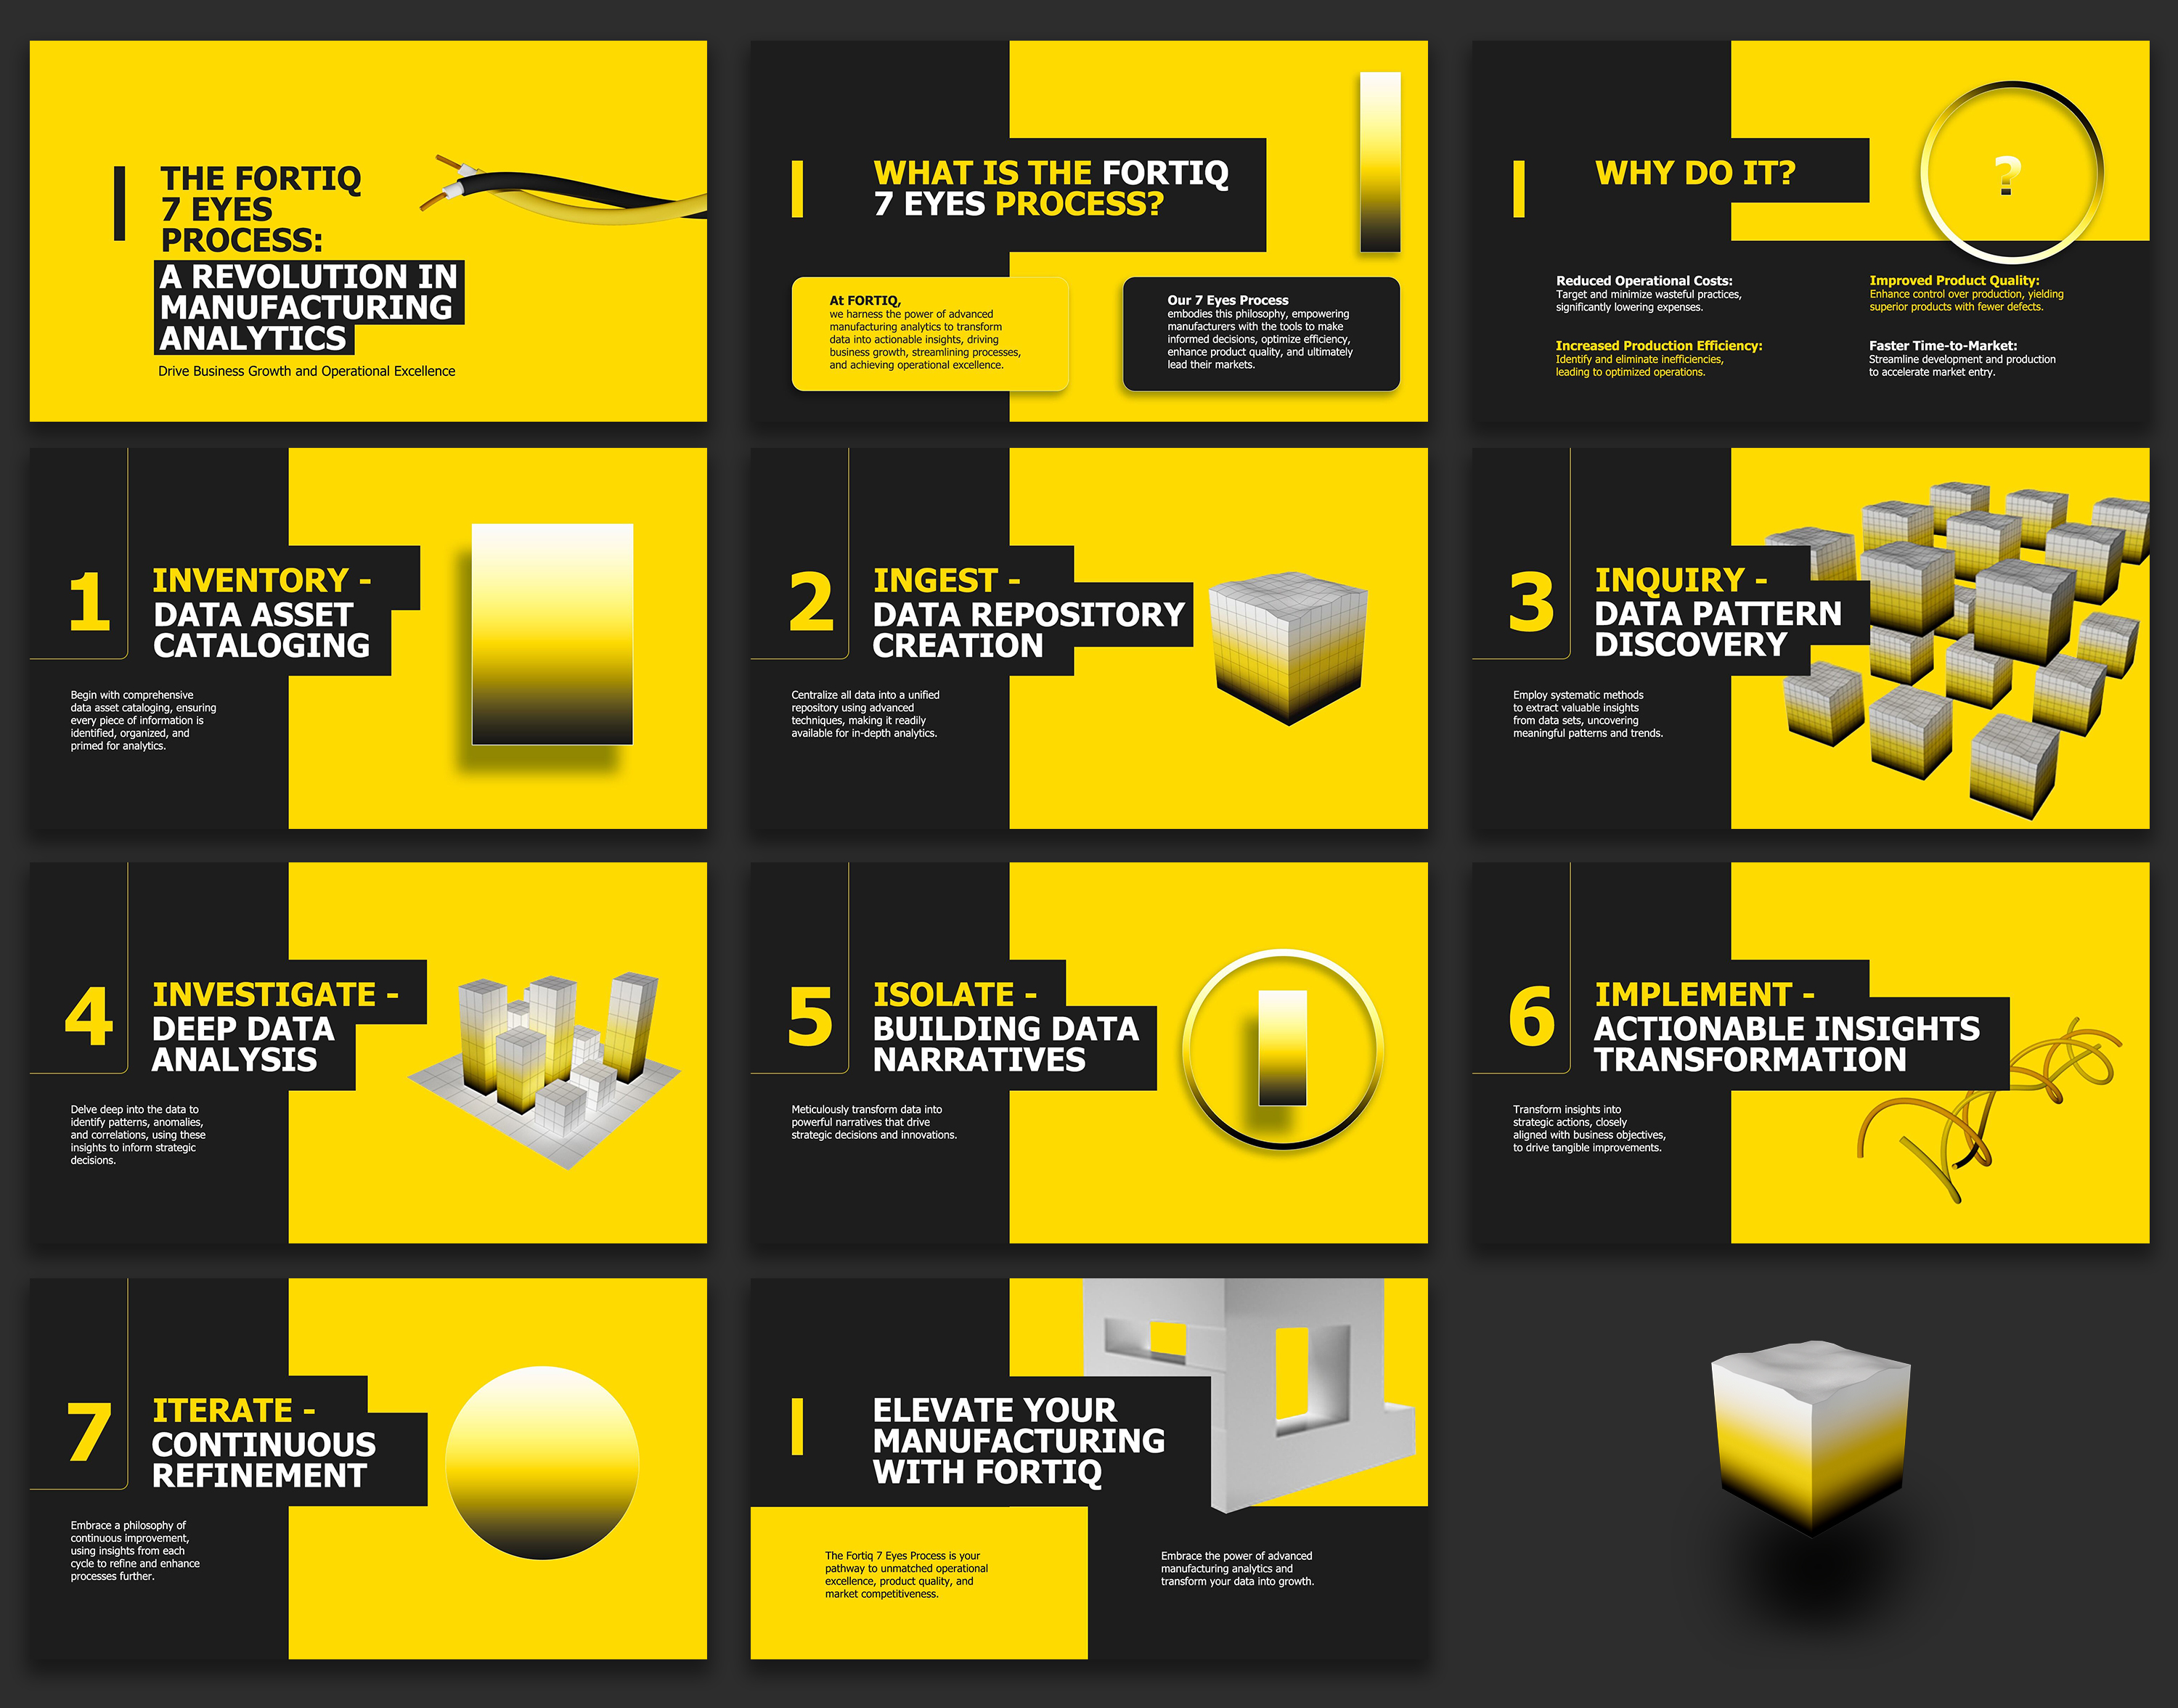 THE FORTIQ
7 EYES
PROCESS:
A REVOLUTION IN
MANUFACTURING
ANALYTICS
Drive Business Growth and Operational Excellence
WHAT IS THE FORTIQ
7 EYES PROCESS?
At FORTIQ,
we harness the power of advanced
manufacturing analytics to transform
data into actionable insights, driving
business growth, streamlining processes,
and achieving operational excellence.
Our 7 Eyes Process
embodies this philosophy, empowering
manufacturers with the tools to make
informed decisions, optimize efficiency,
enhance product quality, and ultimately
lead their markets.
WHY DO IT?
?
Reduced Operational Costs:
Target and minimize wasteful practices,
significantly lowering expenses.
Improved Product Quality:
Enhance control over production, yielding
superior products with fewer defects.
Increased Production Efficiency:
Identify and eliminate inefficiencies,
leading to optimized operations.
Faster Time-to-Market:
Streamline development and production
to accelerate market entry.
1
INVENTORY -
DATA ASSET
CATALOGING
Begin with comprehensive
data asset cataloging, ensuring
every piece of information is
identified, organized, and
primed for analytics.
2
INGEST -
DATA REPOSITORY
CREATION
Centralize all data into a unified
repository using advanced
techniques, making it readily
available for in-depth analytics.
3
INQUIRY -
DATA PATTERN
DISCOVERY
Employ systematic methods
to extract valuable insights
from data sets, uncovering
meaningful patterns and trends.
4
INVESTIGATE -
DEEP DATA
ANALYSIS
Delve deep into the data to
identify patterns, anomalies,
and correlations, using these
insights to inform strategic
decisions.
5
ISOLATE -
BUILDING DATA
NARRATIVES
Meticulously transform data into
powerful narratives that drive
strategic decisions and innovations.
6
IMPLEMENT -
ACTIONABLE INSIGHTS
TRANSFORMATION
Transform insights into
strategic actions, closely
aligned with business objectives,
to drive tangible improvements.
7
ITERATE -
CONTINUOUS
REFINEMENT
Embrace a philosophy of
continuous improvement,
using insights from each
cycle to refine and enhance
processes further.
ELEVATE YOUR
MANUFACTURING
WITH FORTIQ
The Fortiq 7 Eyes Process is your
pathway to unmatched operational
excellence, product quality, and
market competitiveness.
Embrace the power of advanced
manufacturing analytics and
transform your data into growth.